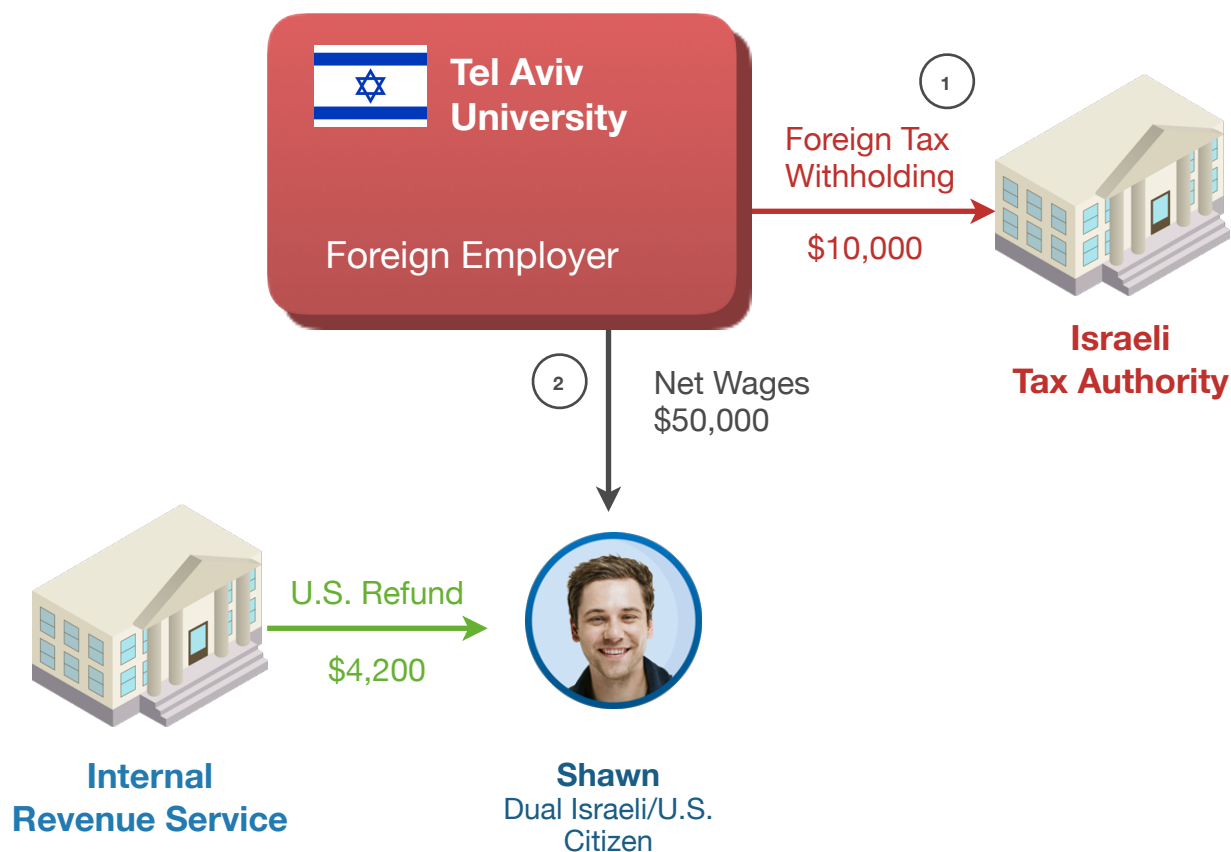 Tel Aviv
University
Foreign Employer
1
Foreign Tax
Withholding
$10,000
Israeli
Tax Authority
2
Net Wages
$50,000
U.S. Refund
$4,200
Internal
Revenue Service
Shawn
Dual Israeli/U.S.
Citizen